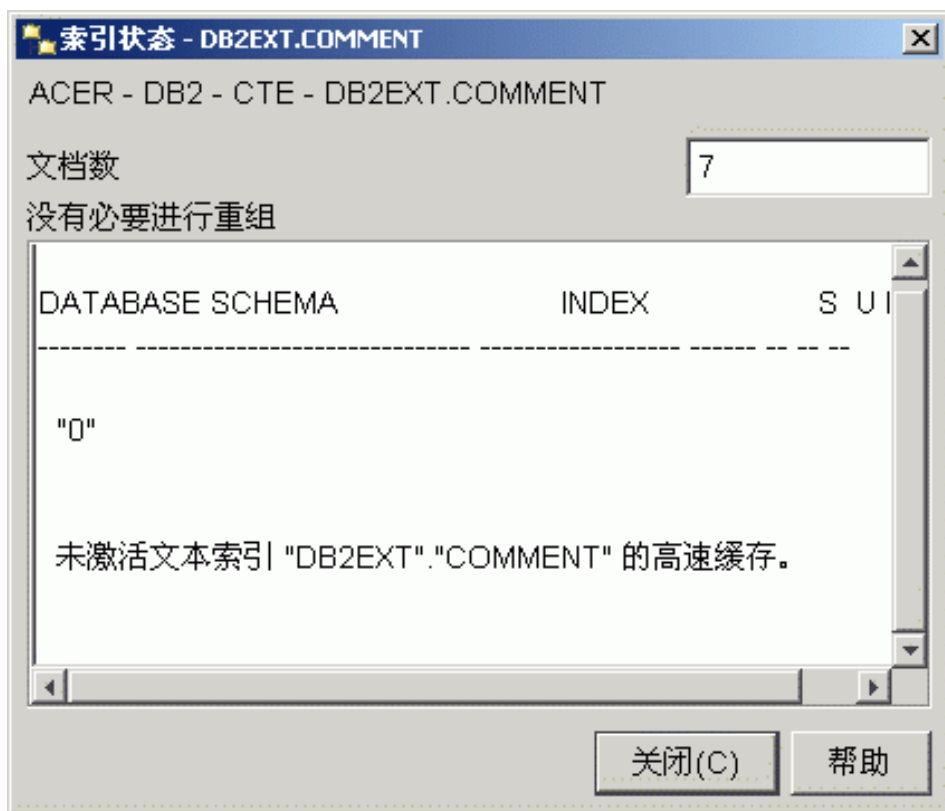 索引状态 - DB2EXT.COMMENT
ACER - DB2 - CTE - DB2EXT.COMMENT
文档数 7
没有必要进行重组
DATABASE SCHEMA INDEX S U I
-------- ------------------------------ ------------------ ------ -- -- --
"0"
未激活文本索引 "DB2EXT"."COMMENT" 的高速缓存。
关闭(C) 帮助